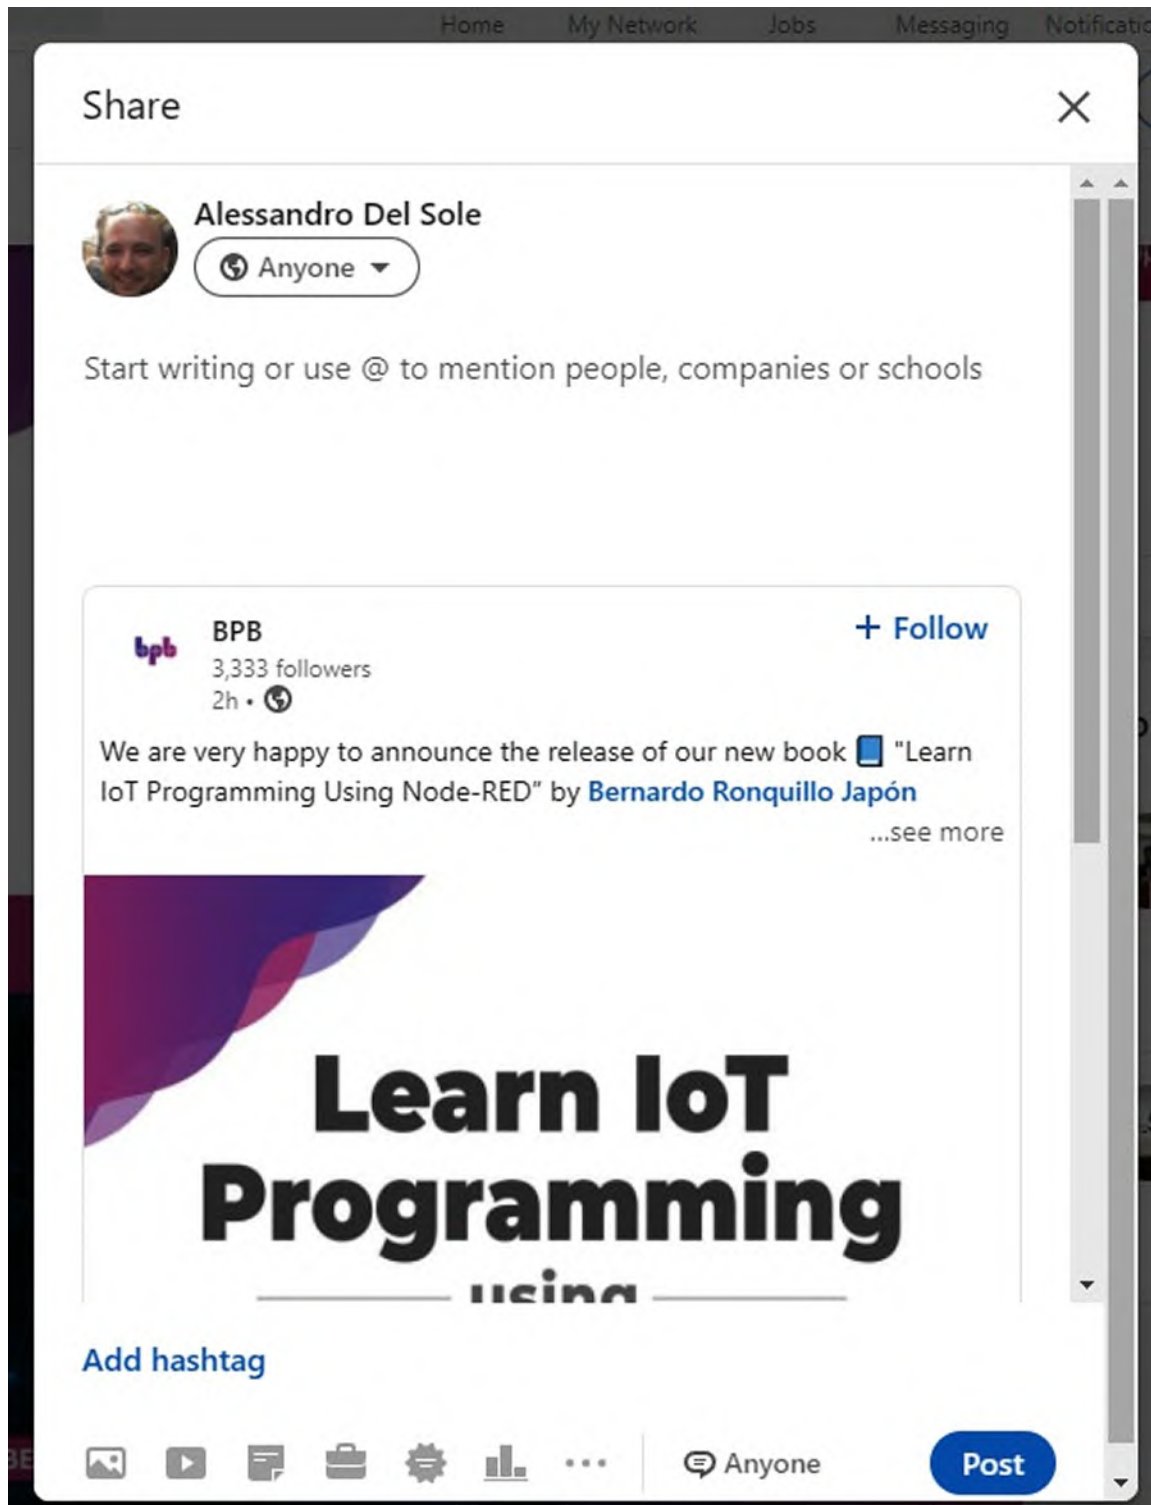 Home My Network Jobs Messaging
Share
Alessandro Del Sole
Anyone
Start writing or use @ to mention people, companies or schools
bpb
BPB
+ Follow
3,333 followers
2h •
We are very happy to announce the release of our new book 📘 "Learn
IoT Programming Using Node-RED” by Bernardo Ronquillo Japón
...see more
Learn IoT
Programming
using
Add hashtag
Anyone
Post